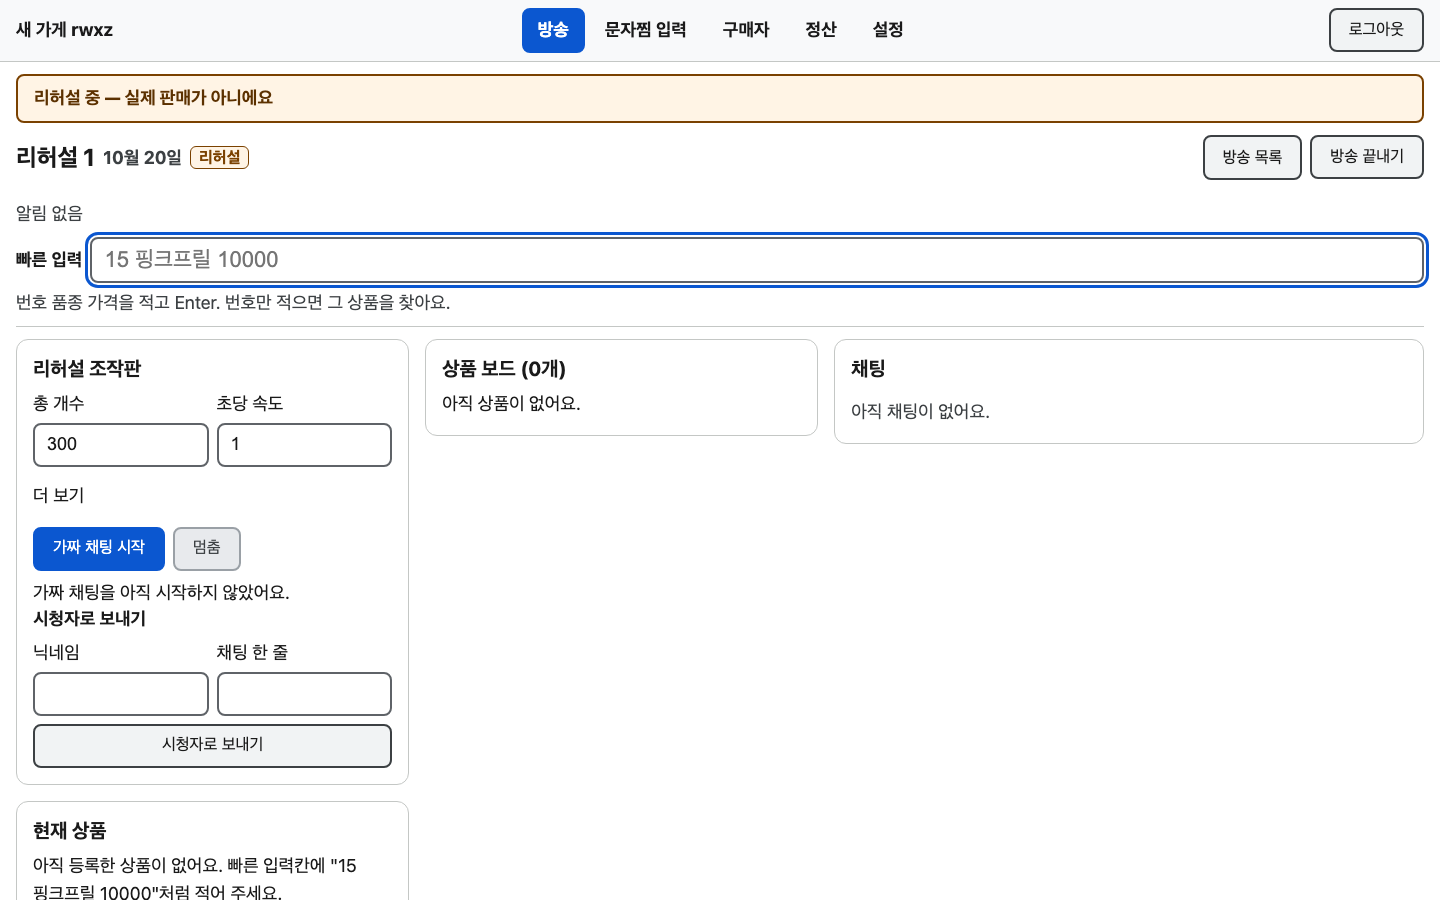 새 가게 rwxz
방송
문자찜 입력
구매자
정산
설정
로그아웃
리허설 중 — 실제 판매가 아니에요
리허설 1 10월 20일 리허설
방송 목록
방송 끝내기
알림 없음
빠른 입력
15 핑크프릴 10000
번호 품종 가격을 적고 Enter. 번호만 적으면 그 상품을 찾아요.
리허설 조작판
총 개수
초당 속도
300
1
더 보기
가짜 채팅 시작
멈춤
가짜 채팅을 아직 시작하지 않았어요.
시청자로 보내기
닉네임
채팅 한 줄
시청자로 보내기
현재 상품
아직 등록한 상품이 없어요. 빠른 입력칸에 "15
핑크프릴 10000"처럼 적어 주세요.
상품 보드 (0개)
아직 상품이 없어요.
채팅
아직 채팅이 없어요.